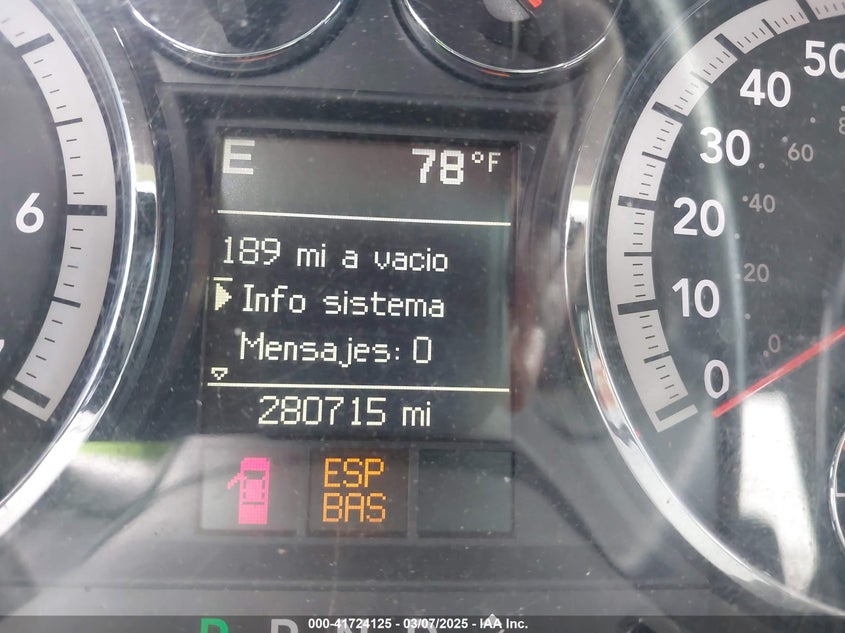 E 78°F
189 mi a vacio
Info sistema
Mensajes: 0
280715 mi
ESP
BAS
6
50
40
30
20
10
0
60
40
20
0
P R N D
000-41724125 - 03/07/2025 - IAA Inc.